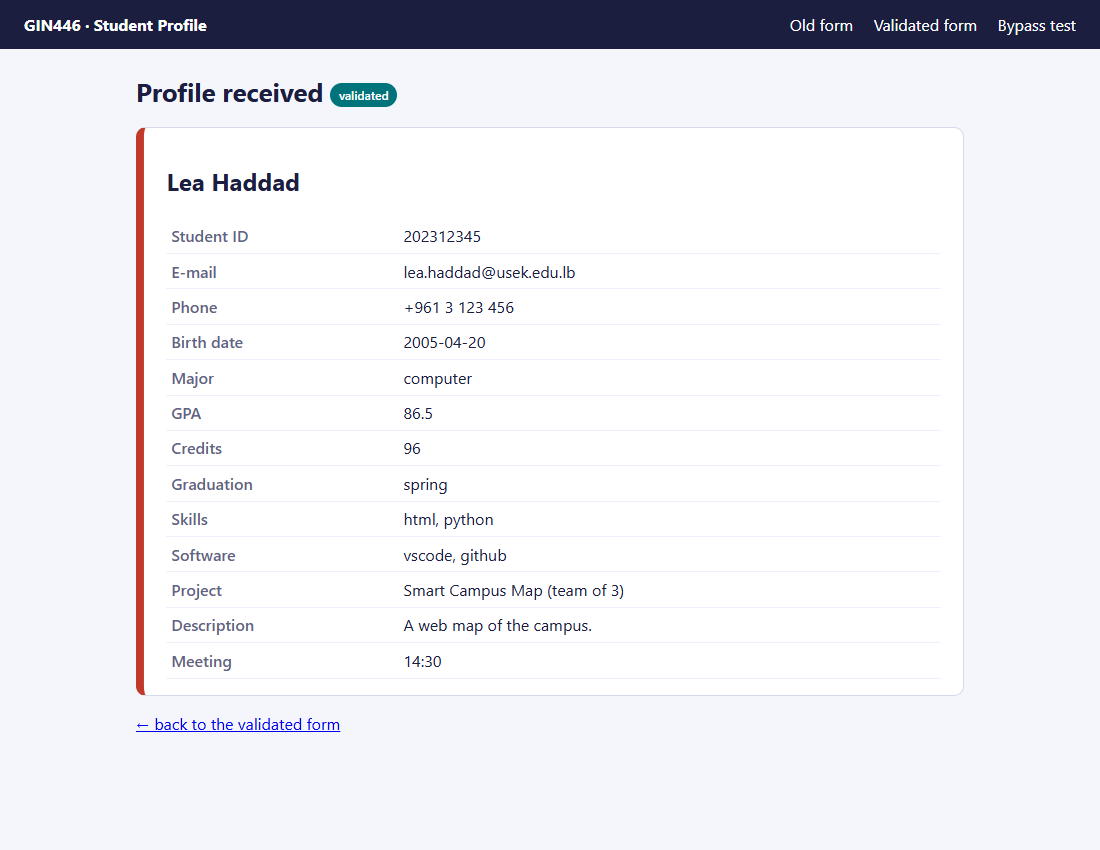 GIN446 · Student Profile
Old form Validated form Bypass test
Profile received validated
Lea Haddad
Student ID 202312345
E-mail lea.haddad@usek.edu.lb
Phone +961 3 123 456
Birth date 2005-04-20
Major computer
GPA 86.5
Credits 96
Graduation spring
Skills html, python
Software vscode, github
Project Smart Campus Map (team of 3)
Description A web map of the campus.
Meeting 14:30
← back to the validated form